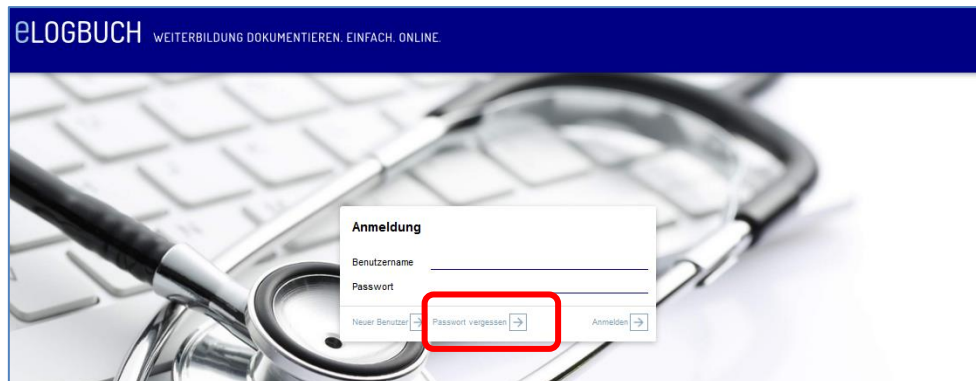 eLOGBUCH WEITERBILDUNG DOKUMENTIEREN. EINFACH. ONLINE.
Anmeldung
Benutzername
Passwort
Neuer Benutzer Passwort vergessen Anmelden